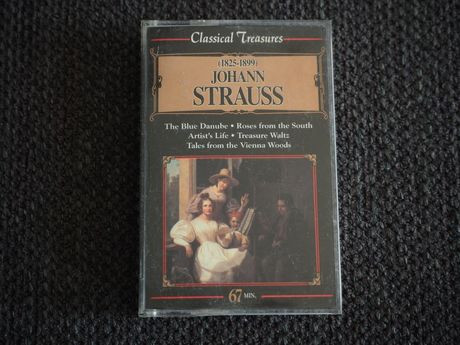 Classical Treasures
(1825-1899)
JOHANN
STRAUSS
The Blue Danube • Roses from the South
Artist's Life • Treasure Waltz
Tales from the Vienna Woods
67 MIN.